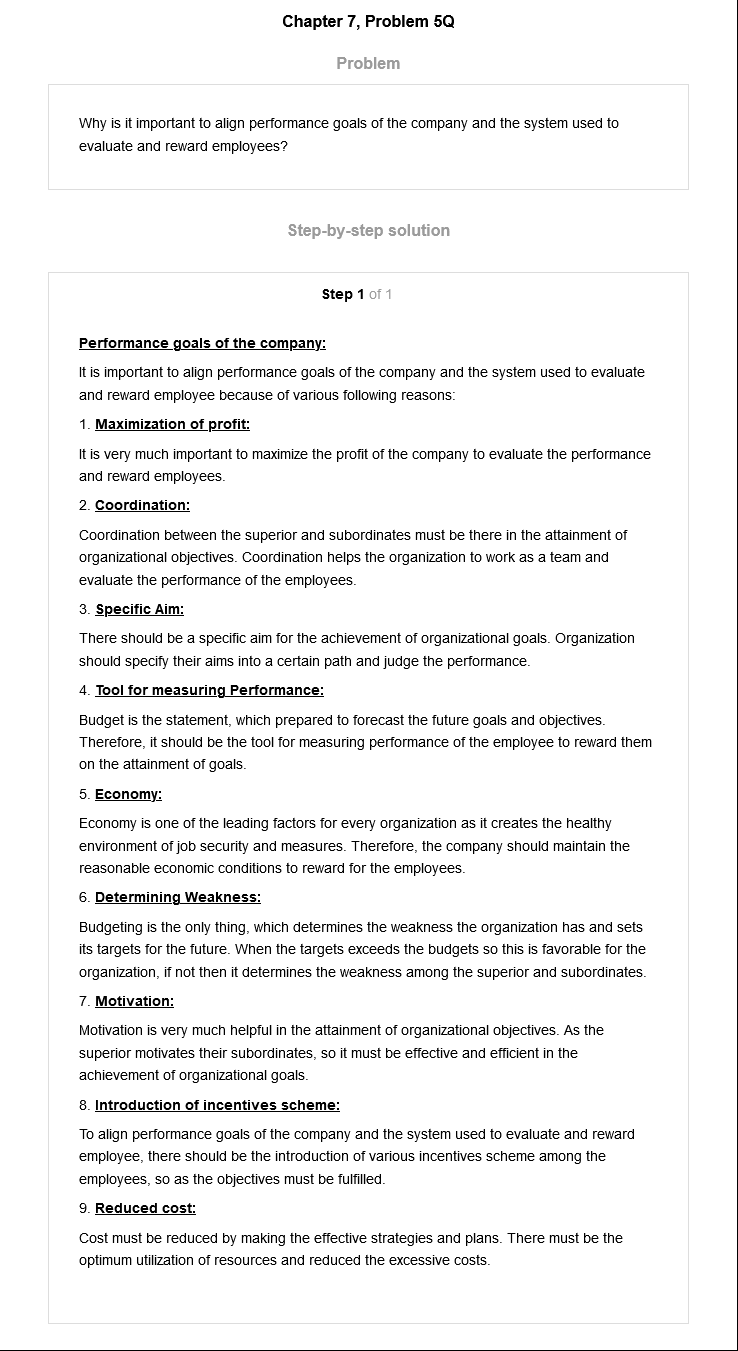 Chapter 7, Problem 5Q
Problem
Why is it important to align performance goals of the company and the system used to
evaluate and reward employees?
Step-by-step solution
Step 1 of 1
Performance goals of the company:
It is important to align performance goals of the company and the system used to evaluate
and reward employee because of various following reasons:
1. Maximization of profit:
It is very much important to maximize the profit of the company to evaluate the performance
and reward employees.
2. Coordination:
Coordination between the superior and subordinates must be there in the attainment of
organizational objectives. Coordination helps the organization to work as a team and
evaluate the performance of the employees.
3. Specific Aim:
There should be a specific aim for the achievement of organizational goals. Organization
should specify their aims into a certain path and judge the performance.
4. Tool for measuring Performance:
Budget is the statement, which prepared to forecast the future goals and objectives.
Therefore, it should be the tool for measuring performance of the employee to reward them
on the attainment of goals.
5. Economy:
Economy is one of the leading factors for every organization as it creates the healthy
environment of job security and measures. Therefore, the company should maintain the
reasonable economic conditions to reward for the employees.
6. Determining Weakness:
Budgeting is the only thing, which determines the weakness the organization has and sets
its targets for the future. When the targets exceeds the budgets so this is favorable for the
organization, if not then it determines the weakness among the superior and subordinates.
7. Motivation:
Motivation is very much helpful in the attainment of organizational objectives. As the
superior motivates their subordinates, so it must be effective and efficient in the
achievement of organizational goals.
8. Introduction of incentives scheme:
To align performance goals of the company and the system used to evaluate and reward
employee, there should be the introduction of various incentives scheme among the
employees, so as the objectives must be fulfilled.
9. Reduced cost:
Cost must be reduced by making the effective strategies and plans. There must be the
optimum utilization of resources and reduced the excessive costs.